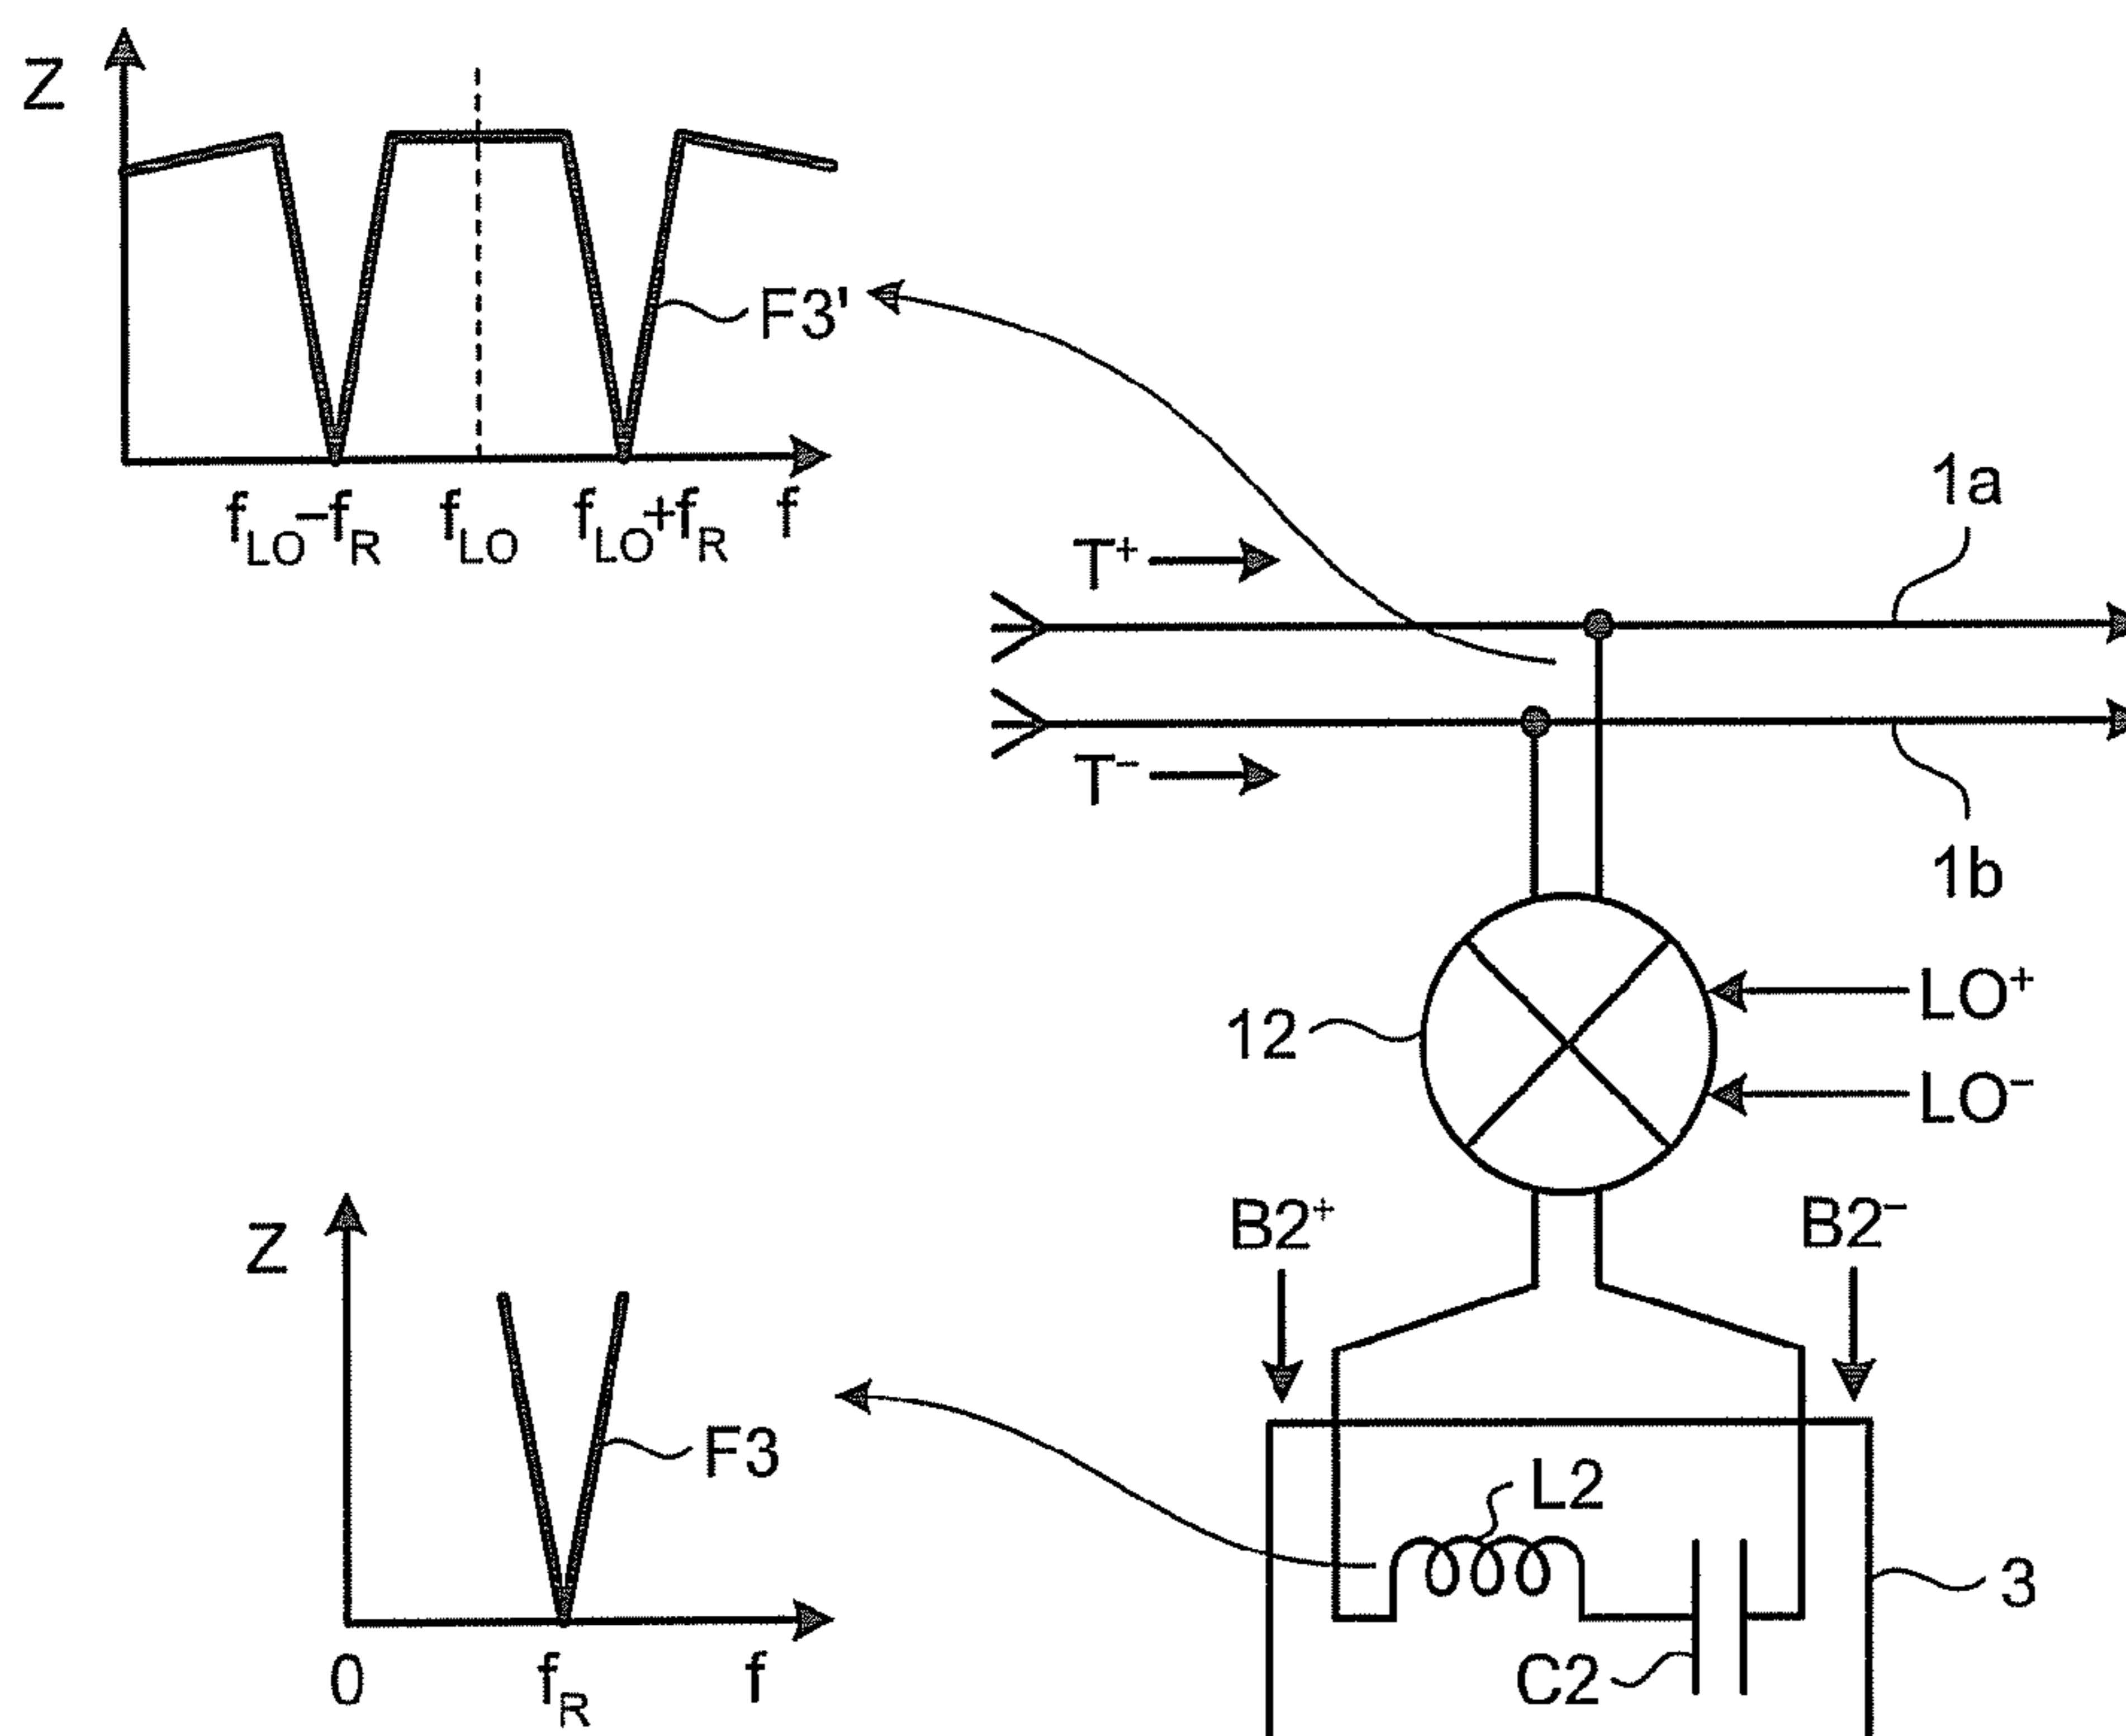 Z
F3'
f_LO–f_R f_LO f_LO+f_R f
1a
T⁺
T⁻
1b
12
LO⁺
LO⁻
B2⁺ B2⁻
Z
F3
L2
3
C2
0 f_R f